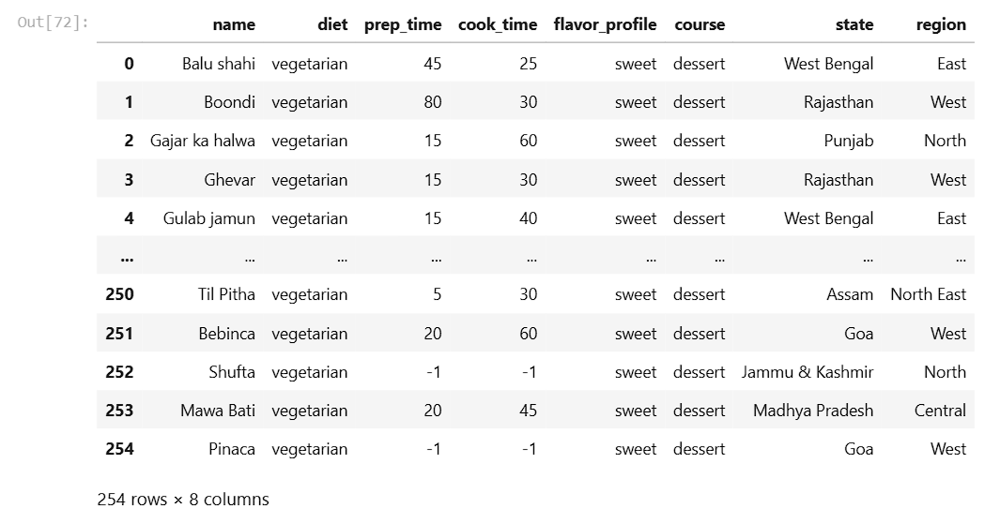 Out[72]:
name diet prep_time cook_time flavor_profile course state region
0 Balu shahi vegetarian 45 25 sweet dessert West Bengal East
1 Boondi vegetarian 80 30 sweet dessert Rajasthan West
2 Gajar ka halwa vegetarian 15 60 sweet dessert Punjab North
3 Ghevar vegetarian 15 30 sweet dessert Rajasthan West
4 Gulab jamun vegetarian 15 40 sweet dessert West Bengal East
... ... ... ... ... ... ... ... ...
250 Til Pitha vegetarian 5 30 sweet dessert Assam North East
251 Bebinca vegetarian 20 60 sweet dessert Goa West
252 Shufta vegetarian -1 -1 sweet dessert Jammu & Kashmir North
253 Mawa Bati vegetarian 20 45 sweet dessert Madhya Pradesh Central
254 Pinaca vegetarian -1 -1 sweet dessert Goa West
254 rows × 8 columns